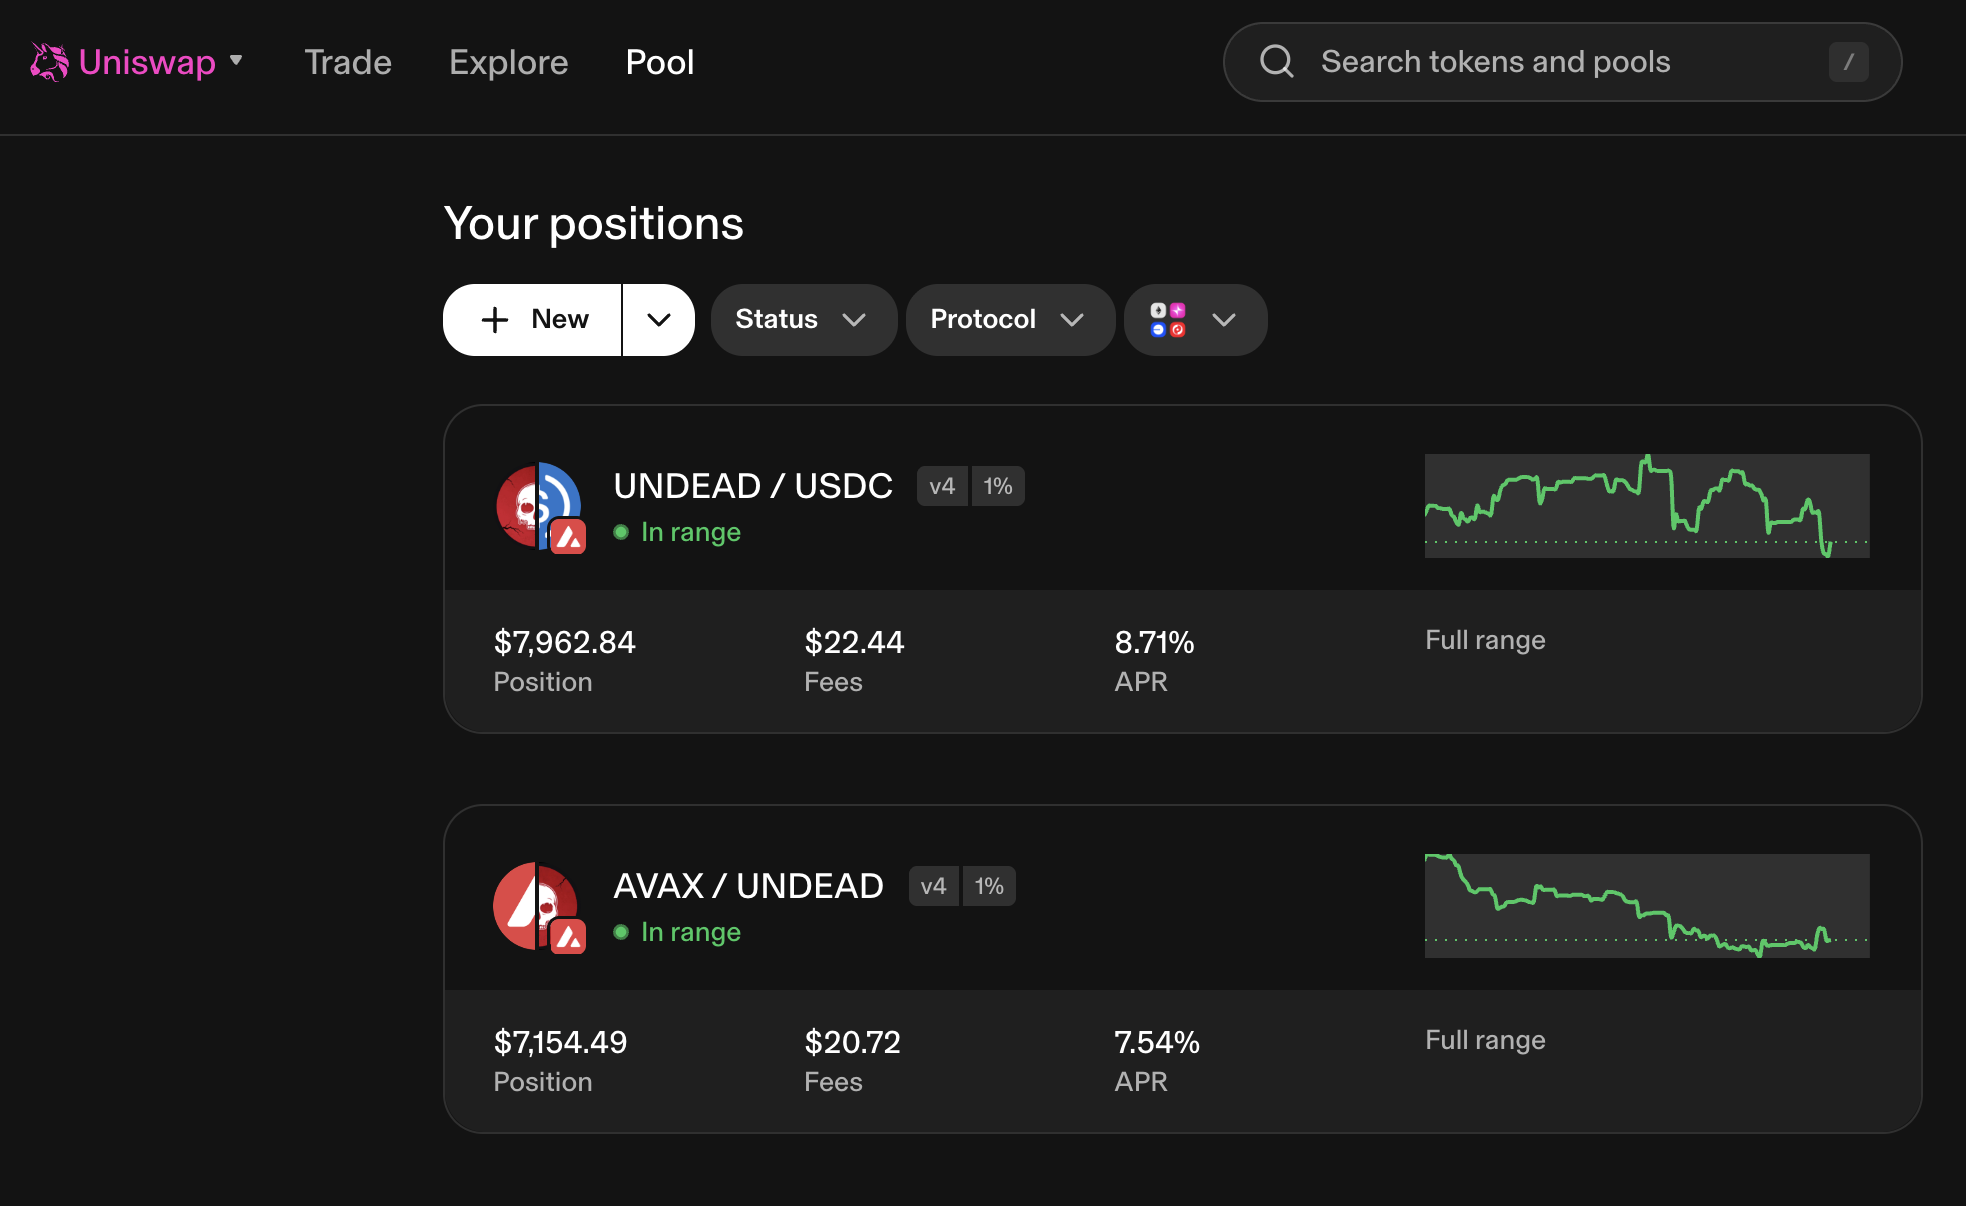 Uniswap Trade Explore Pool Search tokens and pools /
Your positions
+ New Status Protocol
UNDEAD / USDC v4 1%
In range
$7,962.84 $22.44 8.71% Full range
Position Fees APR
AVAX / UNDEAD v4 1%
In range
$7,154.49 $20.72 7.54% Full range
Position Fees APR